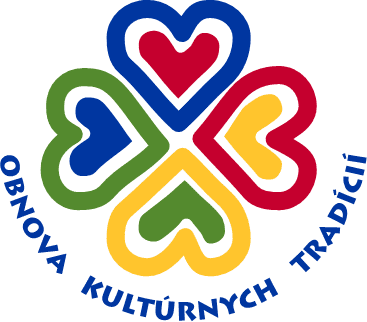 OBNOVA KULTÚRNYCH TRADÍCIÍ